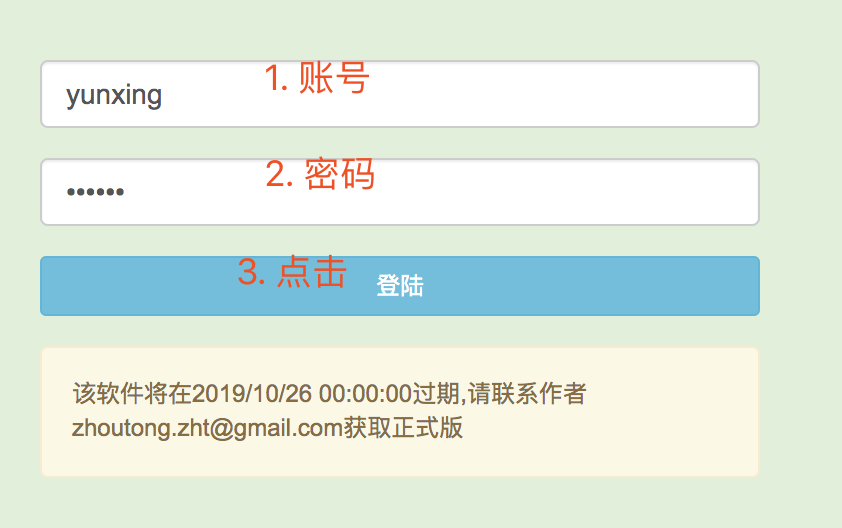 1. 账号
yunxing
2. 密码
••••••
3. 点击
登陆
该软件将在2019/10/26 00:00:00过期,请联系作者
zhoutong.zht@gmail.com获取正式版